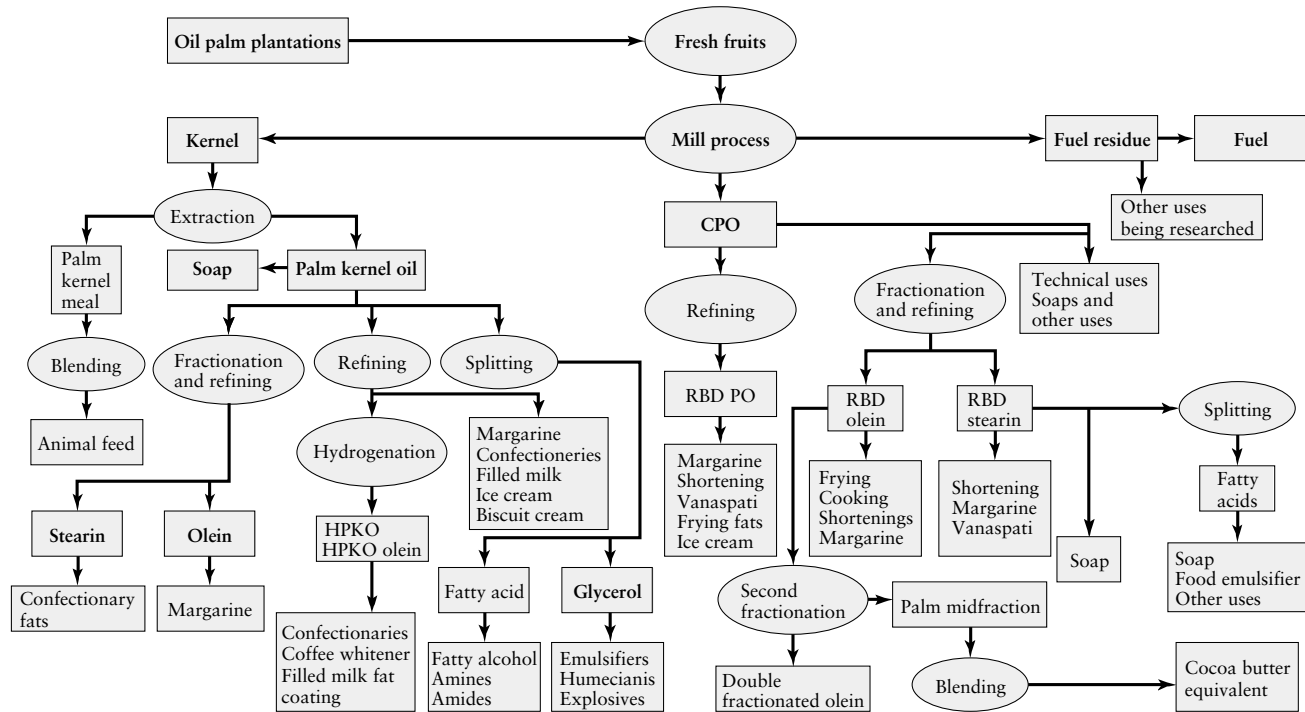 Oil palm plantations
Fresh fruits
Kernel
Mill process
Fuel residue
Fuel
Extraction
CPO
Other uses
being researched
Palm
kernel
meal
Soap
Palm kernel oil
Refining
Fractionation
and refining
Technical uses
Soaps and
other uses
Blending
Fractionation
and refining
Refining
Splitting
RBD PO
RBD
olein
RBD
stearin
Splitting
Animal feed
Hydrogenation
Margarine
Confectioneries
Filled milk
Ice cream
Biscuit cream
Margarine
Shortening
Vanaspati
Frying fats
Ice cream
Frying
Cooking
Shortenings
Margarine
Shortening
Margarine
Vanaspati
Fatty
acids
Stearin
Olein
HPKO
HPKO olein
Soap
Soap
Food emulsifier
Other uses
Confectionary
fats
Margarine
Fatty acid
Glycerol
Second
fractionation
Palm midfraction
Confectionaries
Coffee whitener
Filled milk fat
coating
Fatty alcohol
Amines
Amides
Emulsifiers
Humecianis
Explosives
Double
fractionated olein
Blending
Cocoa butter
equivalent